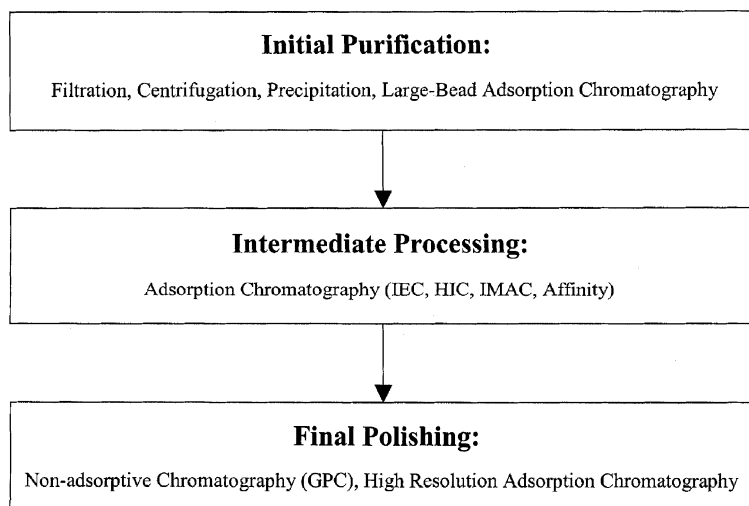 Initial Purification:
Filtration, Centrifugation, Precipitation, Large-Bead Adsorption Chromatography
Intermediate Processing:
Adsorption Chromatography (IEC, HIC, IMAC, Affinity)
Final Polishing:
Non-adsorptive Chromatography (GPC), High Resolution Adsorption Chromatography